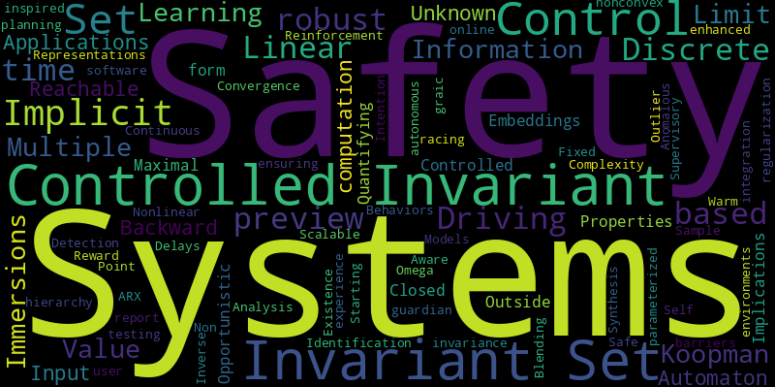 inspired
planning
Set
Learning
robust
Unknown
nonconvex
Control
Limit
Applications
Representations
Linear
Reinforcement
online
Information
enhanced
Discrete
time
software
form
Convergence
Safety
Reachable
Implicit
Continuous
computation
Quantifying
Intention
autonomous
graic
racing
Embeddings
Outlier
Anomalous
Supervisory
integration
regularization
Multiple
Maximal
ensuring
Controlled
Fixed
Complexity
Controlled Invariant
Warm
Immersions
Nonlinear
Backward
preview
Behaviors
Driving
Properties
based
Systems
Detection
Delays
Scalable
Models
Sample
Reward
Point
Omega
Aware
Closed
Outside
hierarchy
ARX
Opportunistic
Analysis
Existence
experience
Starting
guardian
Synthesis
parameterized
Self
environments
Implications
report
testing
Non
Inverse
Identification
invariance
Blending
Safe
barriers
Value
Input
user
Invariant Set
Koopman
Automaton